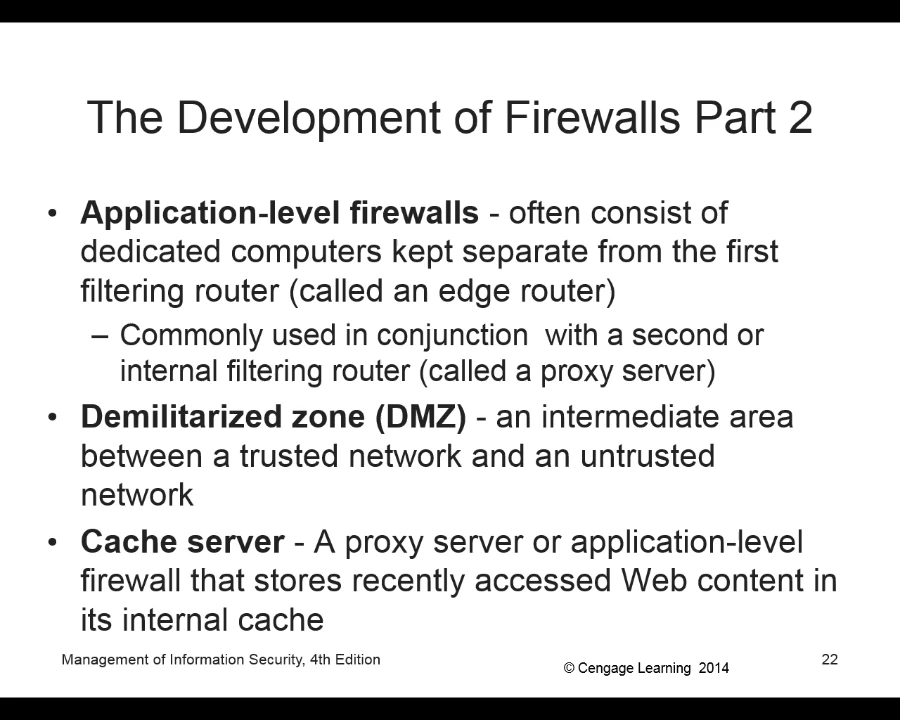 The Development of Firewalls Part 2
• Application-level firewalls - often consist of
dedicated computers kept separate from the first
filtering router (called an edge router)
– Commonly used in conjunction  with a second or
internal filtering router (called a proxy server)
• Demilitarized zone (DMZ) - an intermediate area
between a trusted network and an untrusted
network
• Cache server - A proxy server or application-level
firewall that stores recently accessed Web content in
its internal cache
Management of Information Security, 4th Edition
© Cengage Learning  2014
22